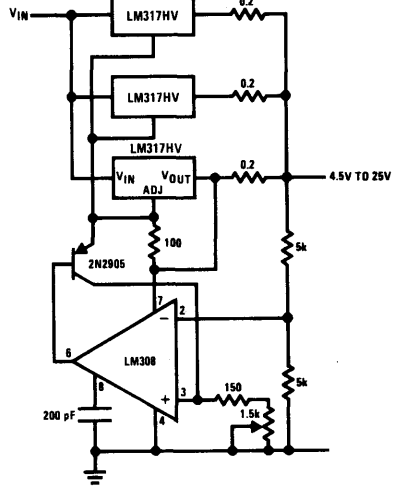 0.2
VIN
LM317HV
LM317HV
0.2
LM317HV
VIN VOUT
ADJ
0.2
4.5V TO 25V
100
5k
2N2905
7
2
−
6
LM308
5k
8
+
3
150
200 pF
4
1.5k